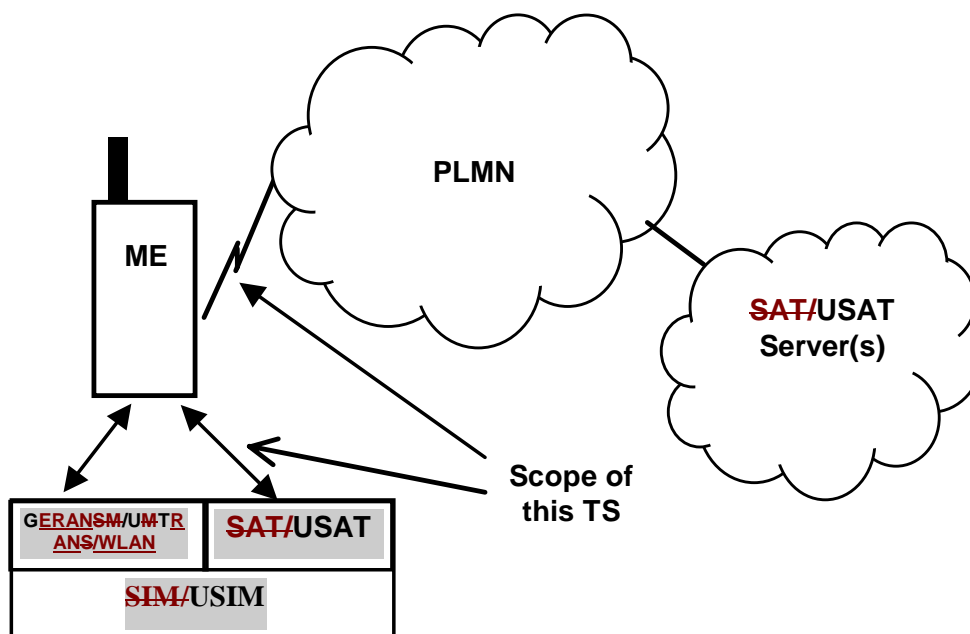 PLMN
ME
SAT/USAT
Server(s)
Scope of
this TS
GERANSM/UMTR
ANS/WLAN
SAT/USAT
SIM/USIM